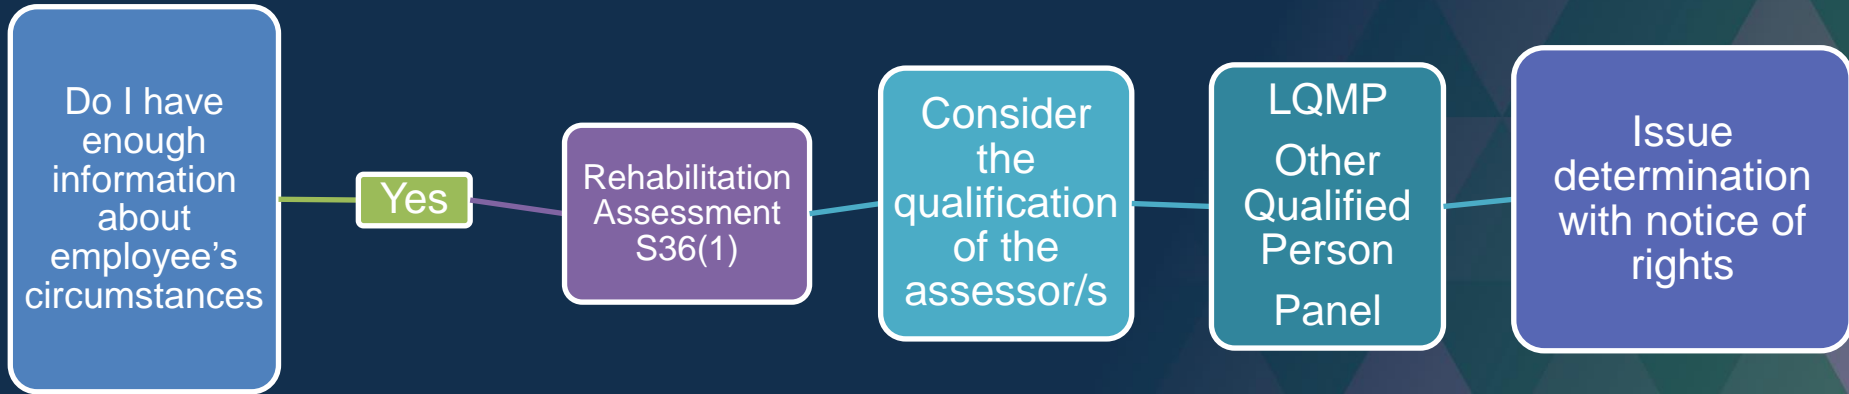 Do I have
enough
information
about
employee’s
circumstances
Yes
Rehabilitation
Assessment
S36(1)
Consider
the
qualification
of the
assessor/s
LQMP
Other
Qualified
Person
Panel
Issue
determination
with notice of
rights